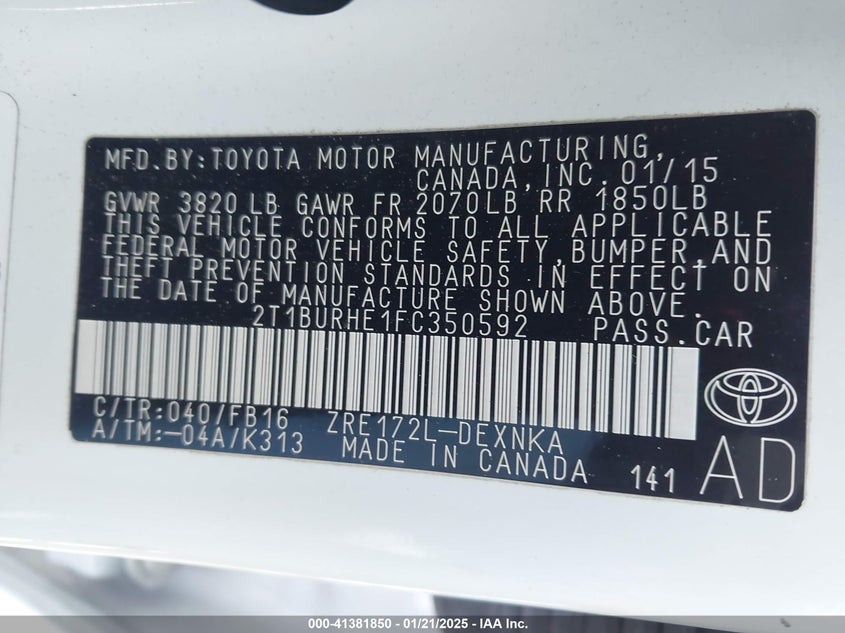 MFD.BY:TOYOTA MOTOR MANUFACTURING,
CANADA,INC.01/15
GVWR 3820LB GAWR FR 2070LB RR 1850LB
THIS VEHICLE CONFORMS TO ALL APPLICABLE
FEDERAL MOTOR VEHICLE SAFETY,BUMPER,AND
THEFT PREVENTION STANDARDS IN EFFECT ON
THE DATE OF MANUFACTURE SHOWN ABOVE.
2T1BURHE1FC350592 PASS.CAR
C/TR:040/FB16 ZRE172L-DEXNKA
A/TM:-04A/K313 MADE IN CANADA 141 AD
000-41381850 | 01/21/2025 - IAA, Inc.